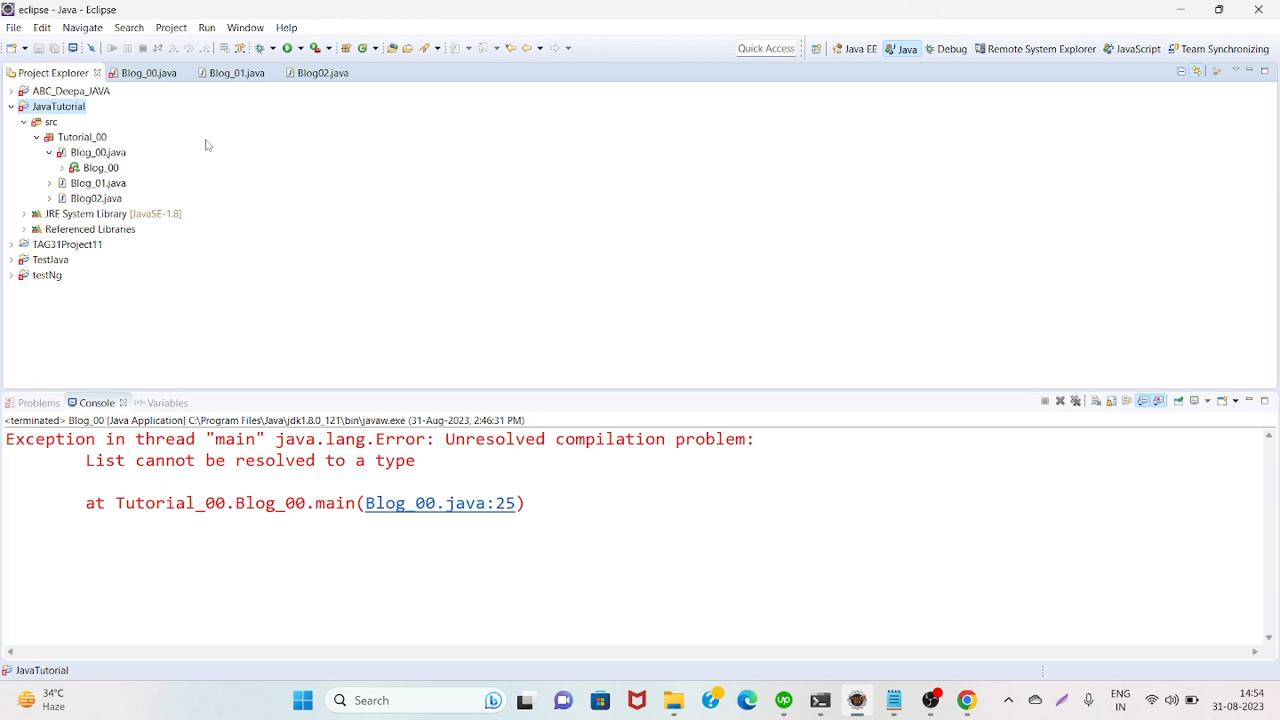 eclipse - Java - Eclipse
File Edit Navigate Search Project Run Window Help
Quick Access Java EE Java Debug Remote System Explorer JavaScript Team Synchronizing
Project Explorer Blog_00.java Blog_01.java Blog02.java
ABC_Deepa_JAVA
JavaTutorial
src
Tutorial_00
Blog_00.java
Blog_00
Blog_01.java
Blog02.java
JRE System Library [JavaSE-1.8]
Referenced Libraries
TAG31Project11
TestJava
testNg
Problems Console Variables
<terminated> Blog_00 [Java Application] C:\Program Files\Java\jdk1.8.0_121\bin\javaw.exe (31-Aug-2023, 2:46:31 PM)
Exception in thread "main" java.lang.Error: Unresolved compilation problem:
List cannot be resolved to a type
at Tutorial_00.Blog_00.main(Blog_00.java:25)
JavaTutorial
34°C
Haze
Search
ENG
IN
14:54
31-08-2023